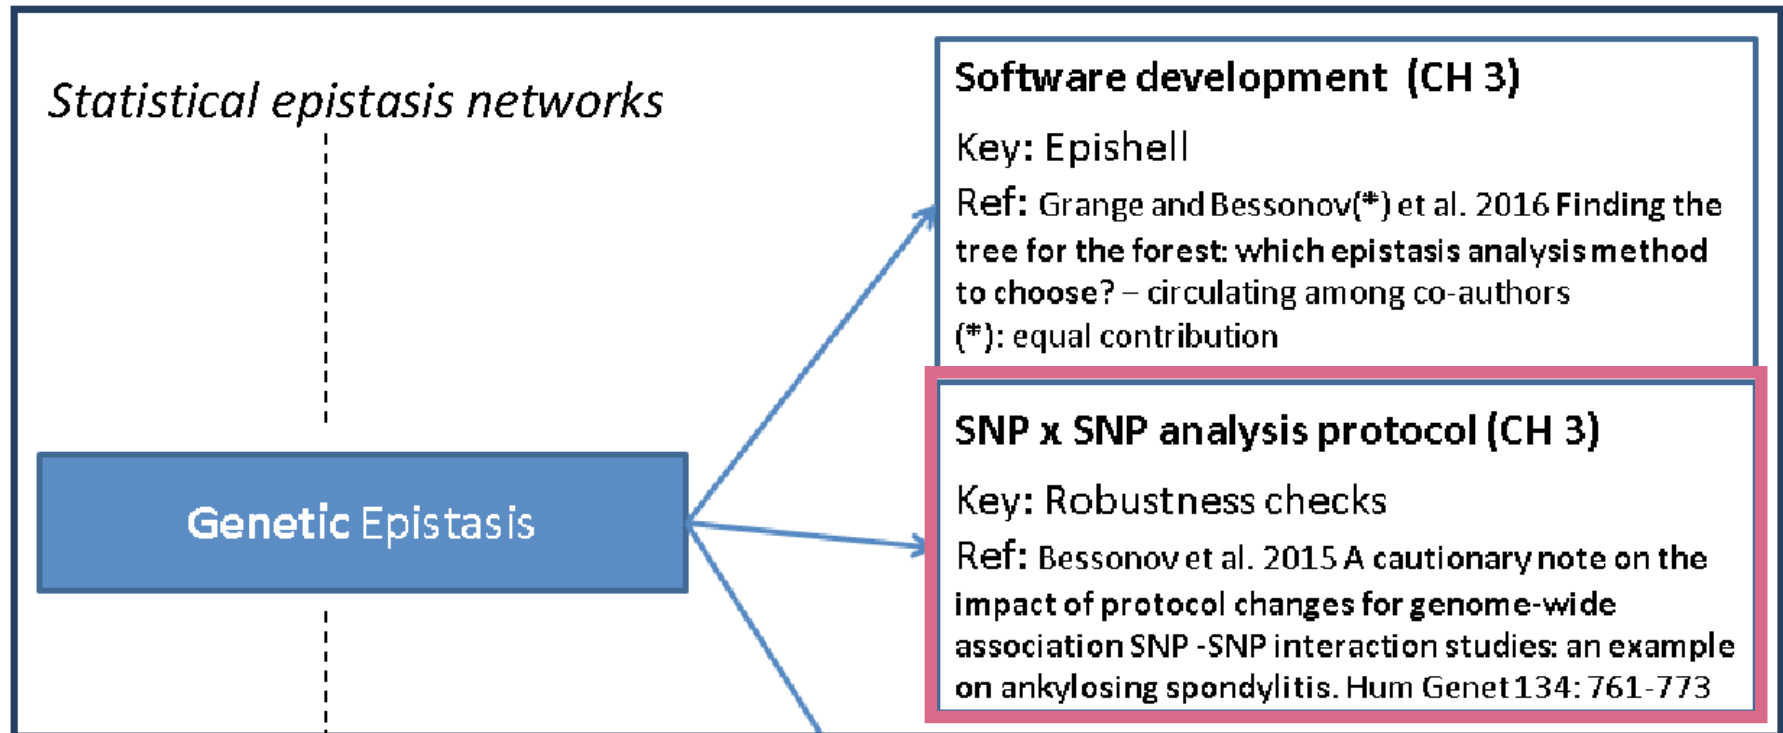 Statistical epistasis networks
Genetic Epistasis
Software development (CH 3)
Key: Epishell
Ref: Grange and Bessonov(*) et al. 2016 Finding the
tree for the forest: which epistasis analysis method
to choose? – circulating among co-authors
(*): equal contribution
SNP x SNP analysis protocol (CH 3)
Key: Robustness checks
Ref: Bessonov et al. 2015 A cautionary note on the
impact of protocol changes for genome-wide
association SNP -SNP interaction studies: an example
on ankylosing spondylitis. Hum Genet 134: 761-773